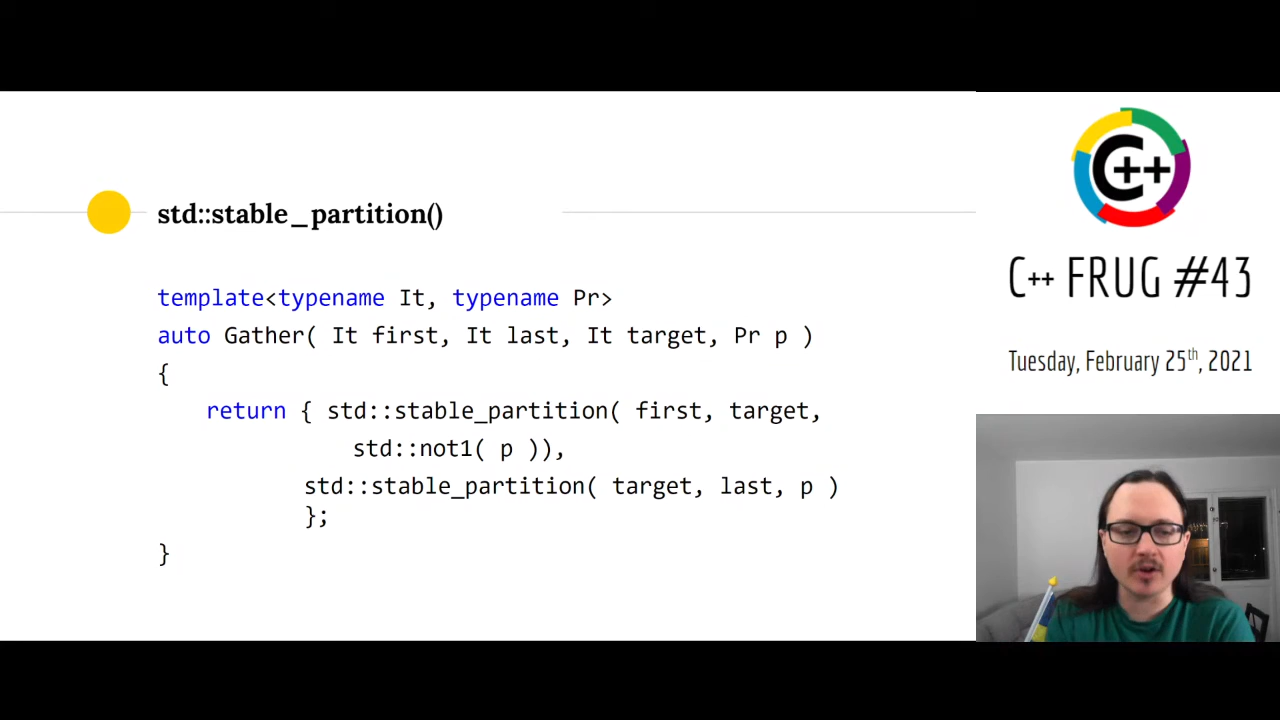 std::stable_partition()
template<typename It, typename Pr>
auto Gather( It first, It last, It target, Pr p )
{
return { std::stable_partition( first, target,
std::not1( p )),
std::stable_partition( target, last, p )
};
}
C++
C++ FRUG #43
Tuesday, February 25th, 2021